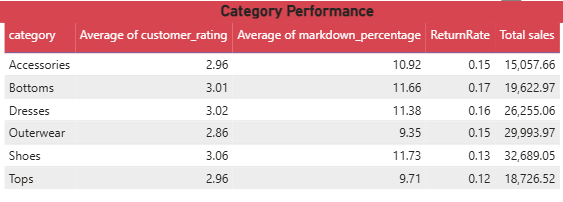 Category Performance
category Average of customer_rating Average of markdown_percentage ReturnRate Total sales
Accessories 2.96 10.92 0.15 15,057.66
Bottoms 3.01 11.66 0.17 19,622.97
Dresses 3.02 11.38 0.16 26,255.06
Outerwear 2.86 9.35 0.15 29,993.97
Shoes 3.06 11.73 0.13 32,689.05
Tops 2.96 9.71 0.12 18,726.52